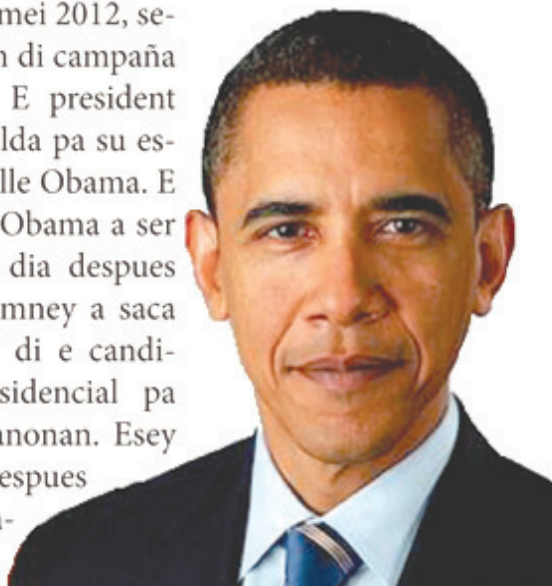 mei 2012, se-
n di campaña
E president
lda pa su es-
lle Obama. E
Obama a ser
dia despues
mney a saca
di e candi-
sidencial pa
anonan. Esey
espues
-